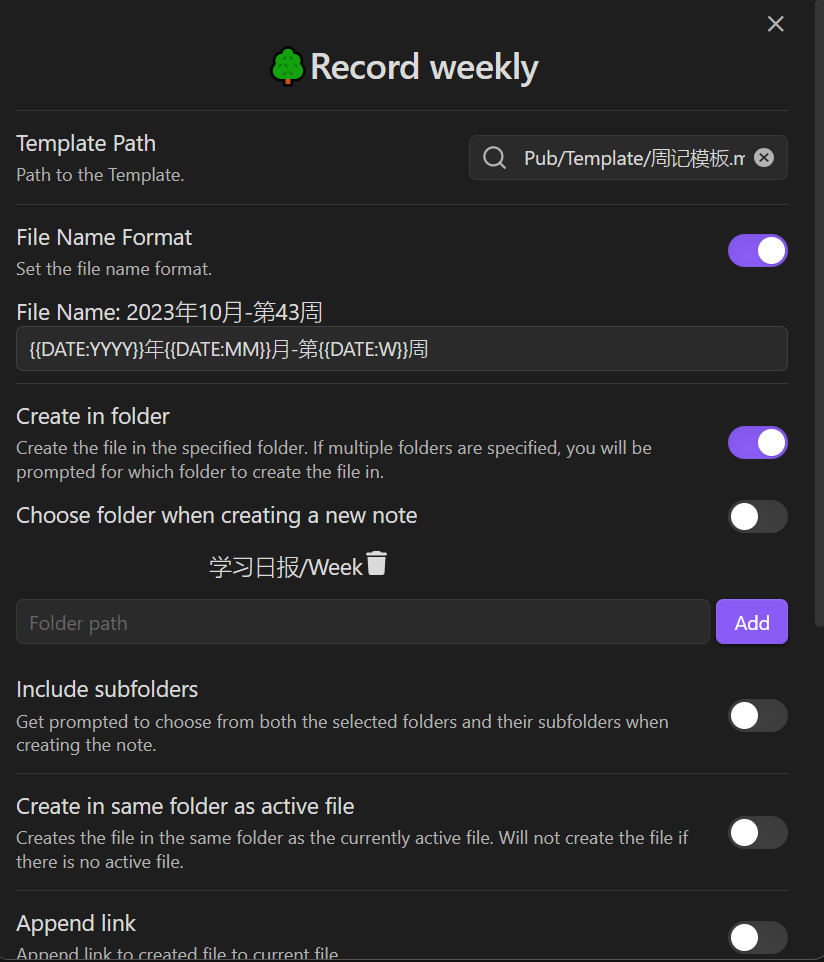 Record weekly
Template Path
Path to the Template.
Pub/Template/周记模板.m
File Name Format
Set the file name format.
File Name: 2023年10月-第43周
{{DATE:YYYY}}年{{DATE:MM}}月-第{{DATE:W}}周
Create in folder
Create the file in the specified folder. If multiple folders are specified, you will be
prompted for which folder to create the file in.
Choose folder when creating a new note
学习日报/Week
Folder path
Add
Include subfolders
Get prompted to choose from both the selected folders and their subfolders when
creating the note.
Create in same folder as active file
Creates the file in the same folder as the currently active file. Will not create the file if
there is no active file.
Append link
Append link to created file to current file